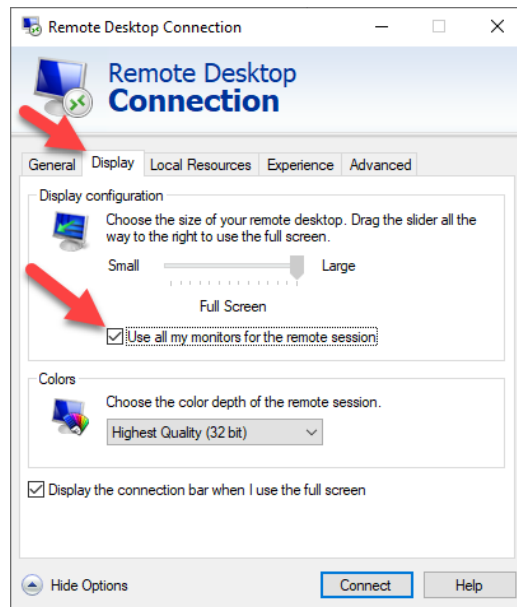 Remote Desktop Connection
Remote Desktop
Connection
General Display Local Resources Experience Advanced
Display configuration
Choose the size of your remote desktop. Drag the slider all the
way to the right to use the full screen.
Small Large
Full Screen
Use all my monitors for the remote session
Colors
Choose the color depth of the remote session.
Highest Quality (32 bit)
Display the connection bar when I use the full screen
Hide Options Connect Help